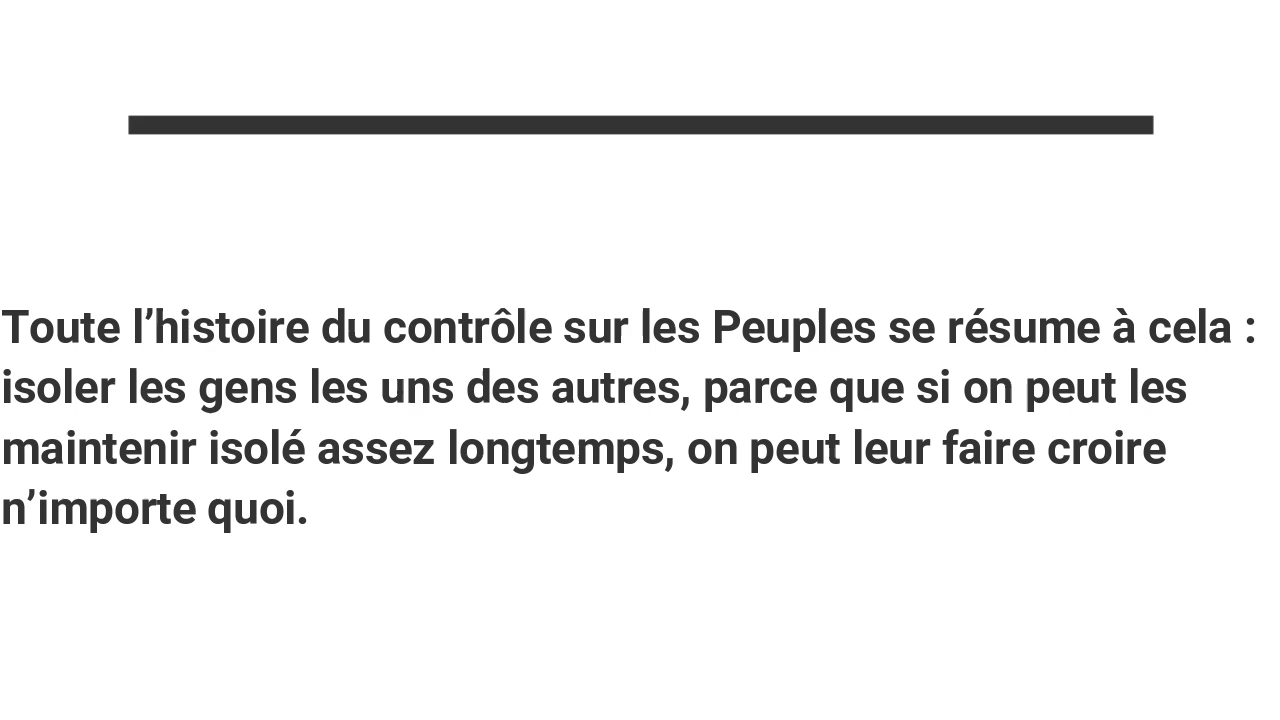 Toute l’histoire du contrôle sur les Peuples se résume à cela :
isoler les gens les uns des autres, parce que si on peut les
maintenir isolé assez longtemps, on peut leur faire croire
n’importe quoi.